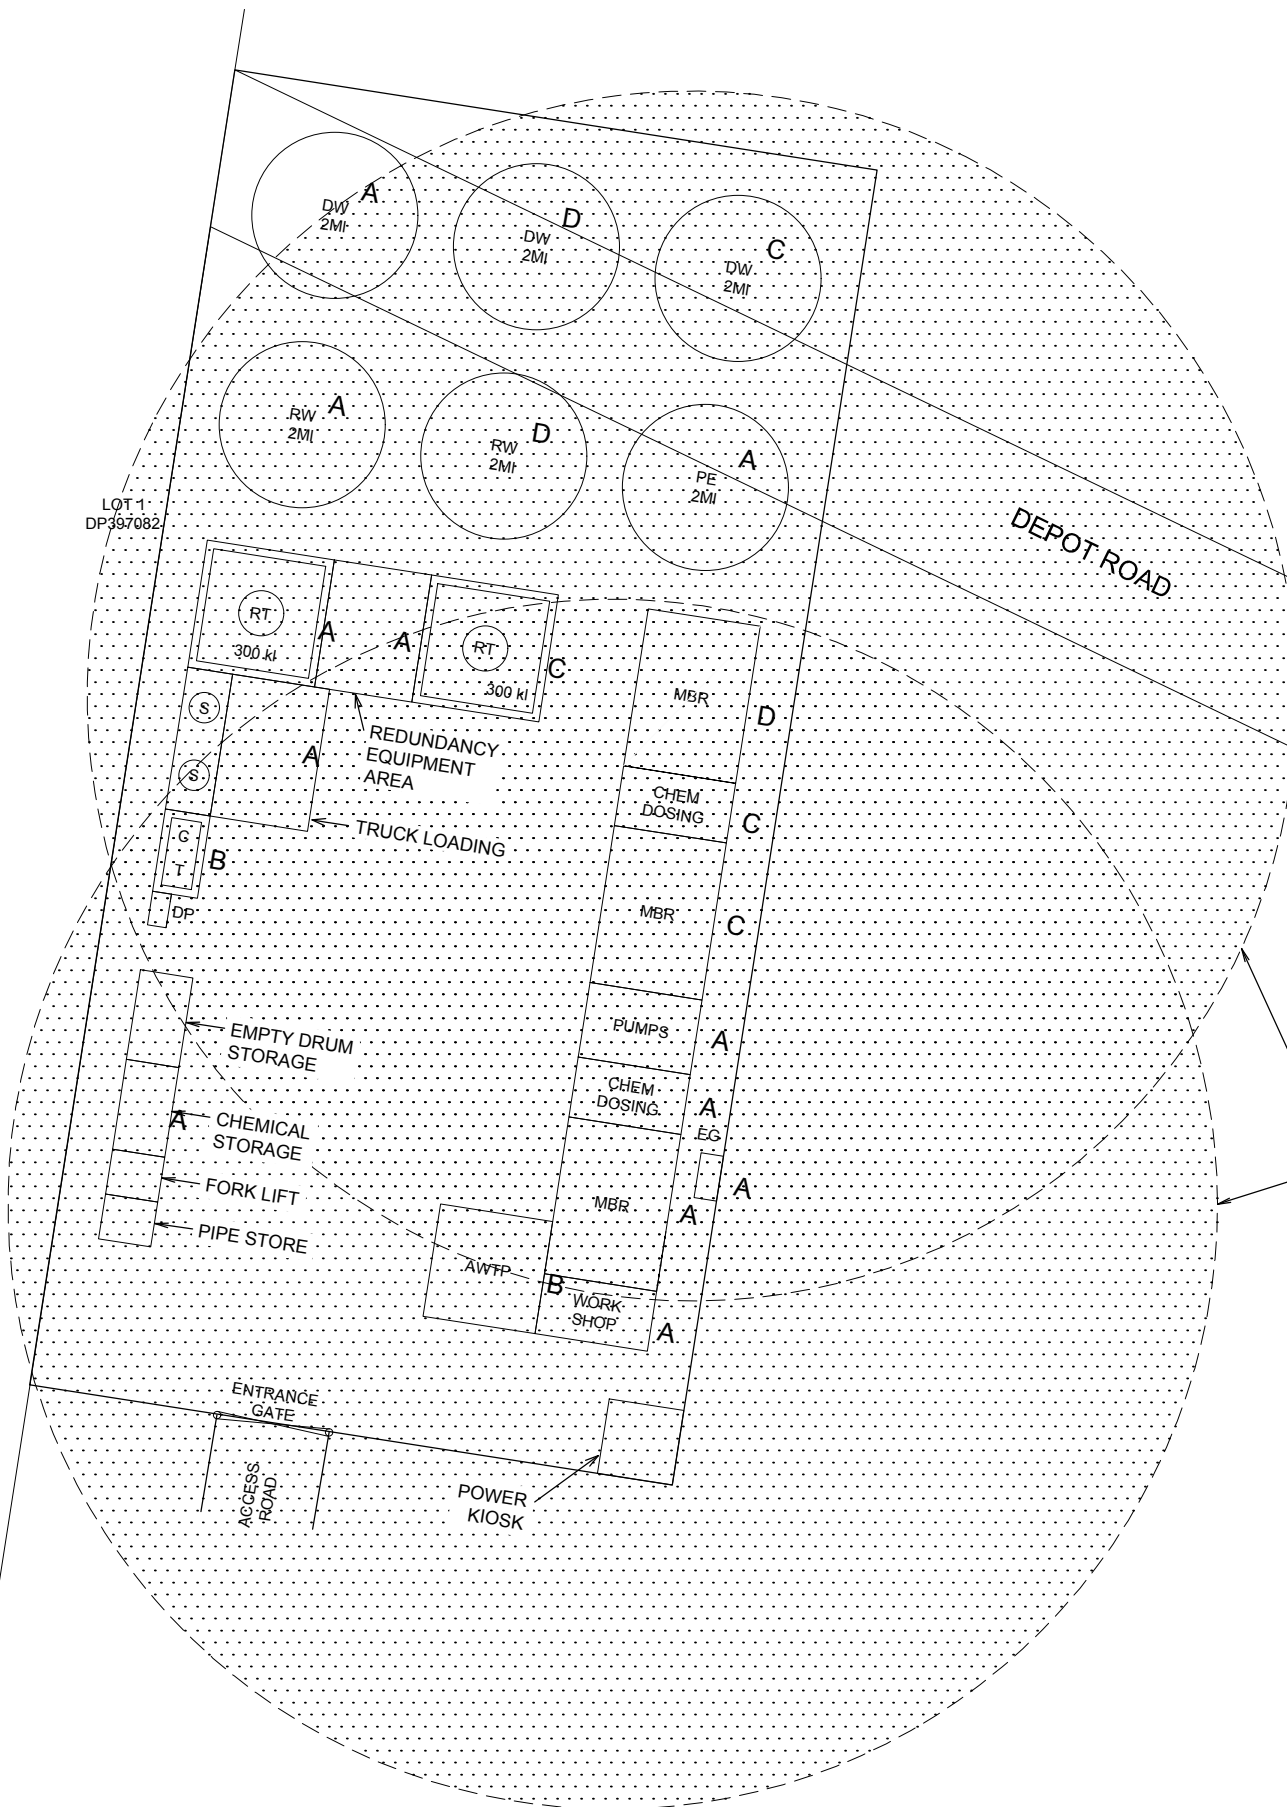 A
DW
2Ml
D
DW
2Ml
C
DW
2Ml
A
RW
2Ml
D
RW
2Ml
A
PE
2Ml
LOT 1
DP397082
DEPOT ROAD
RT
300 kl
A
A
RT
300 kl
C
MBR
D
S
S
A
REDUNDANCY
EQUIPMENT
AREA
CHEM
DOSING
C
TRUCK LOADING
C
T
B
DP
MBR
C
EMPTY DRUM
STORAGE
PUMPS
A
CHEM
DOSING
A
A
CHEMICAL
STORAGE
EG
A
FORK LIFT
MBR
A
PIPE STORE
AWTP
B
WORK
SHOP
A
ENTRANCE
GATE
ACCESS
ROAD
POWER
KIOSK